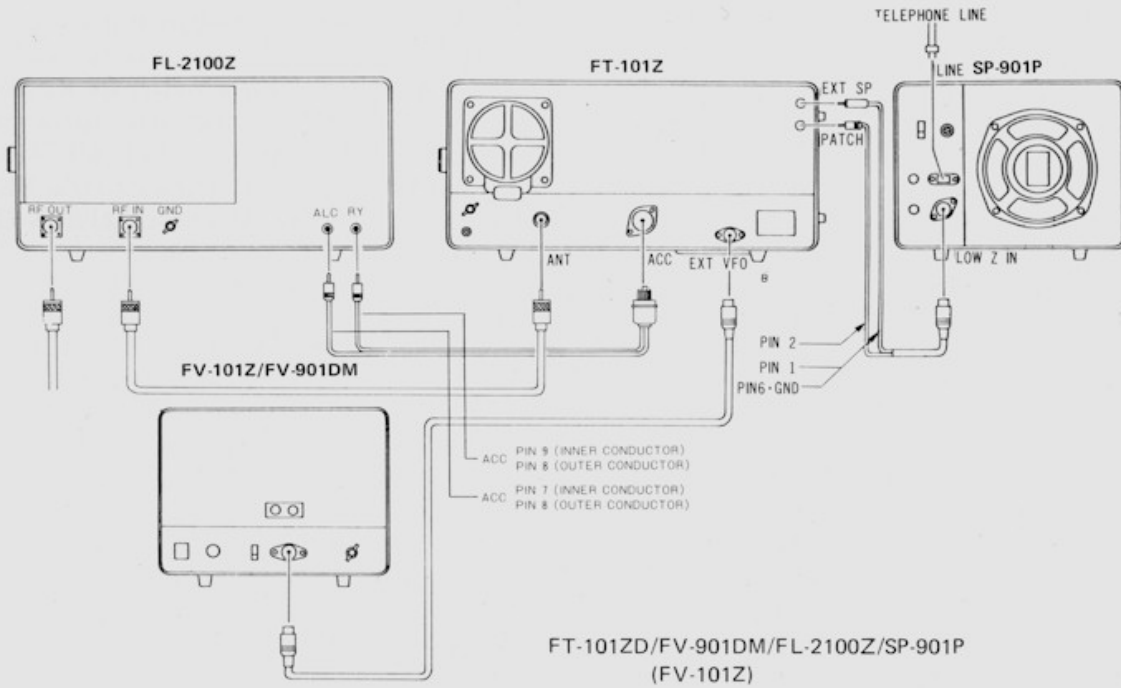 TELEPHONE LINE
FL-2100Z
FT-101Z
LINE SP-901P
EXT SP
PATCH
RF OUT
RF IN
GND
ALC
RY
ANT
ACC
EXT VFO
8
LOW Z IN
PIN 2
PIN 1
PIN6·GND
FV-101Z/FV-901DM
ACC PIN 9 (INNER CONDUCTOR)
PIN 8 (OUTER CONDUCTOR)
ACC PIN 7 (INNER CONDUCTOR)
PIN 8 (OUTER CONDUCTOR)
FT-101ZD/FV-901DM/FL-2100Z/SP-901P
(FV-101Z)